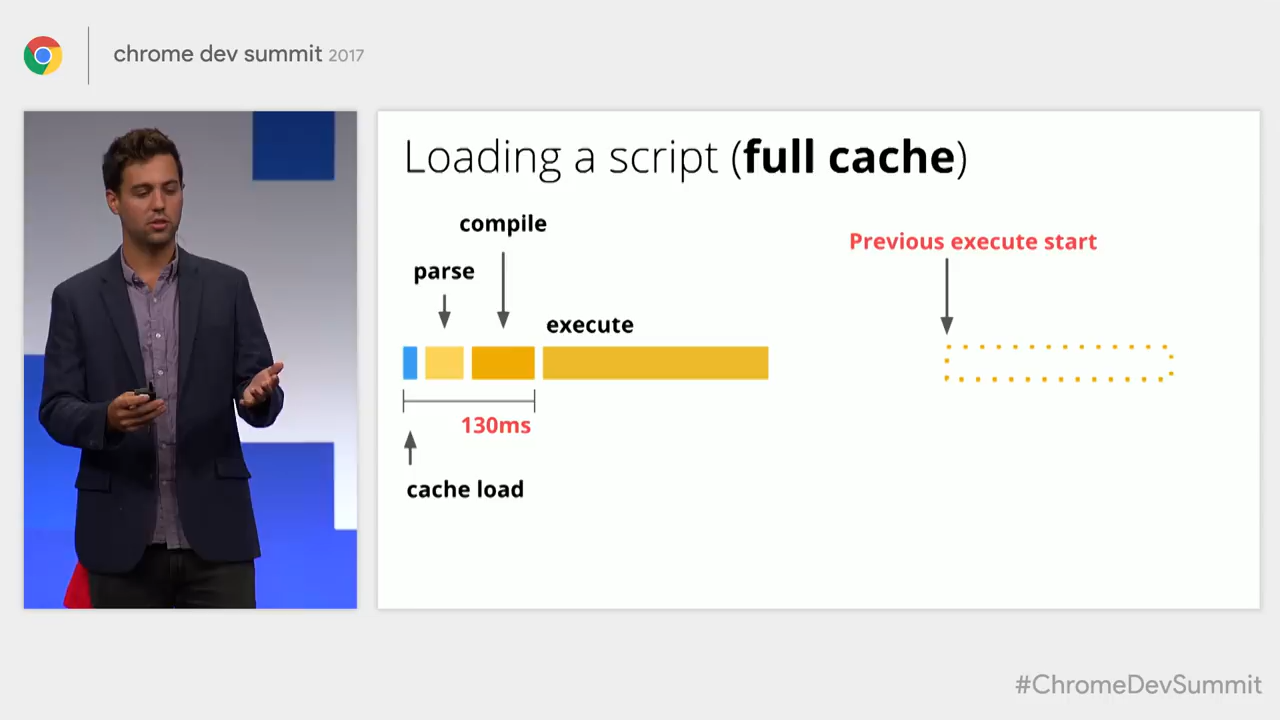 chrome dev summit 2017
Loading a script (full cache)
compile
Previous execute start
parse
execute
130ms
cache load
#ChromeDevSummit